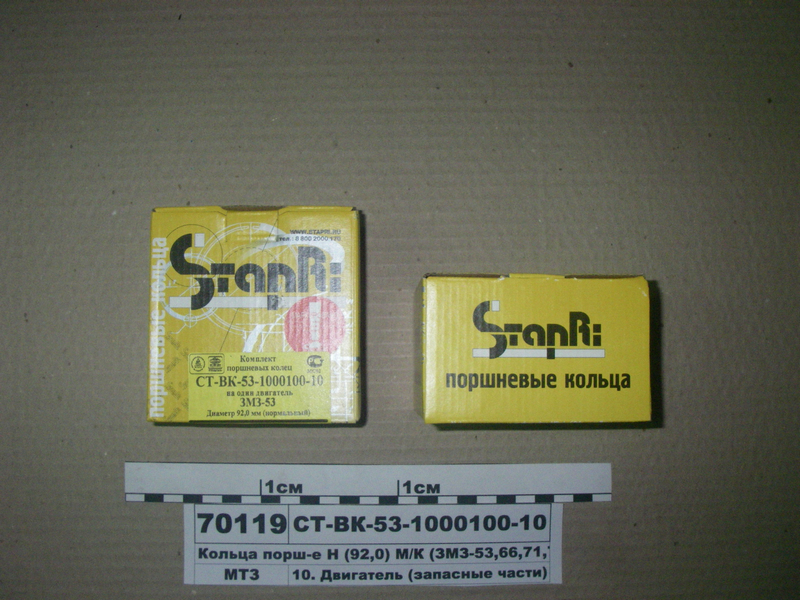 поршневые кольца
WWW.STAPRI.RU
StapRi
Комплект
поршневых колец
СТ-ВК-53-1000100-10
на один двигатель
ЗМЗ-53
Диаметр 92,0 мм (нормальный)
StapRi
поршневые кольца
1см 1см
70119 СТ-ВК-53-1000100-10
Кольца порш-е Н (92,0) М/К (ЗМЗ-53,66,71,
МТЗ 10. Двигатель (запасные части)